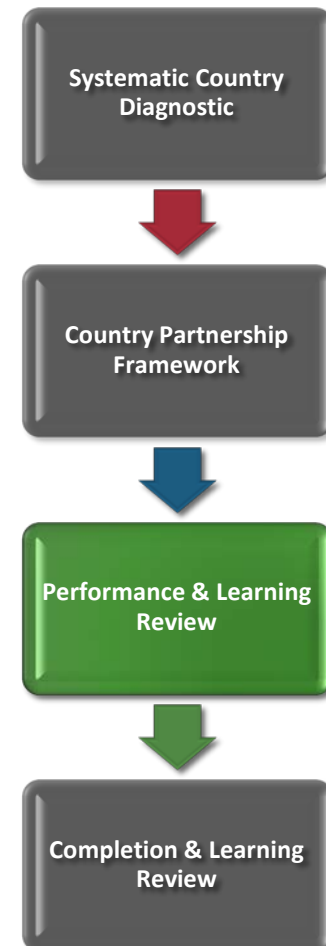 Systematic Country
Diagnostic
Country Partnership
Framework
Performance & Learning
Review
Completion & Learning
Review